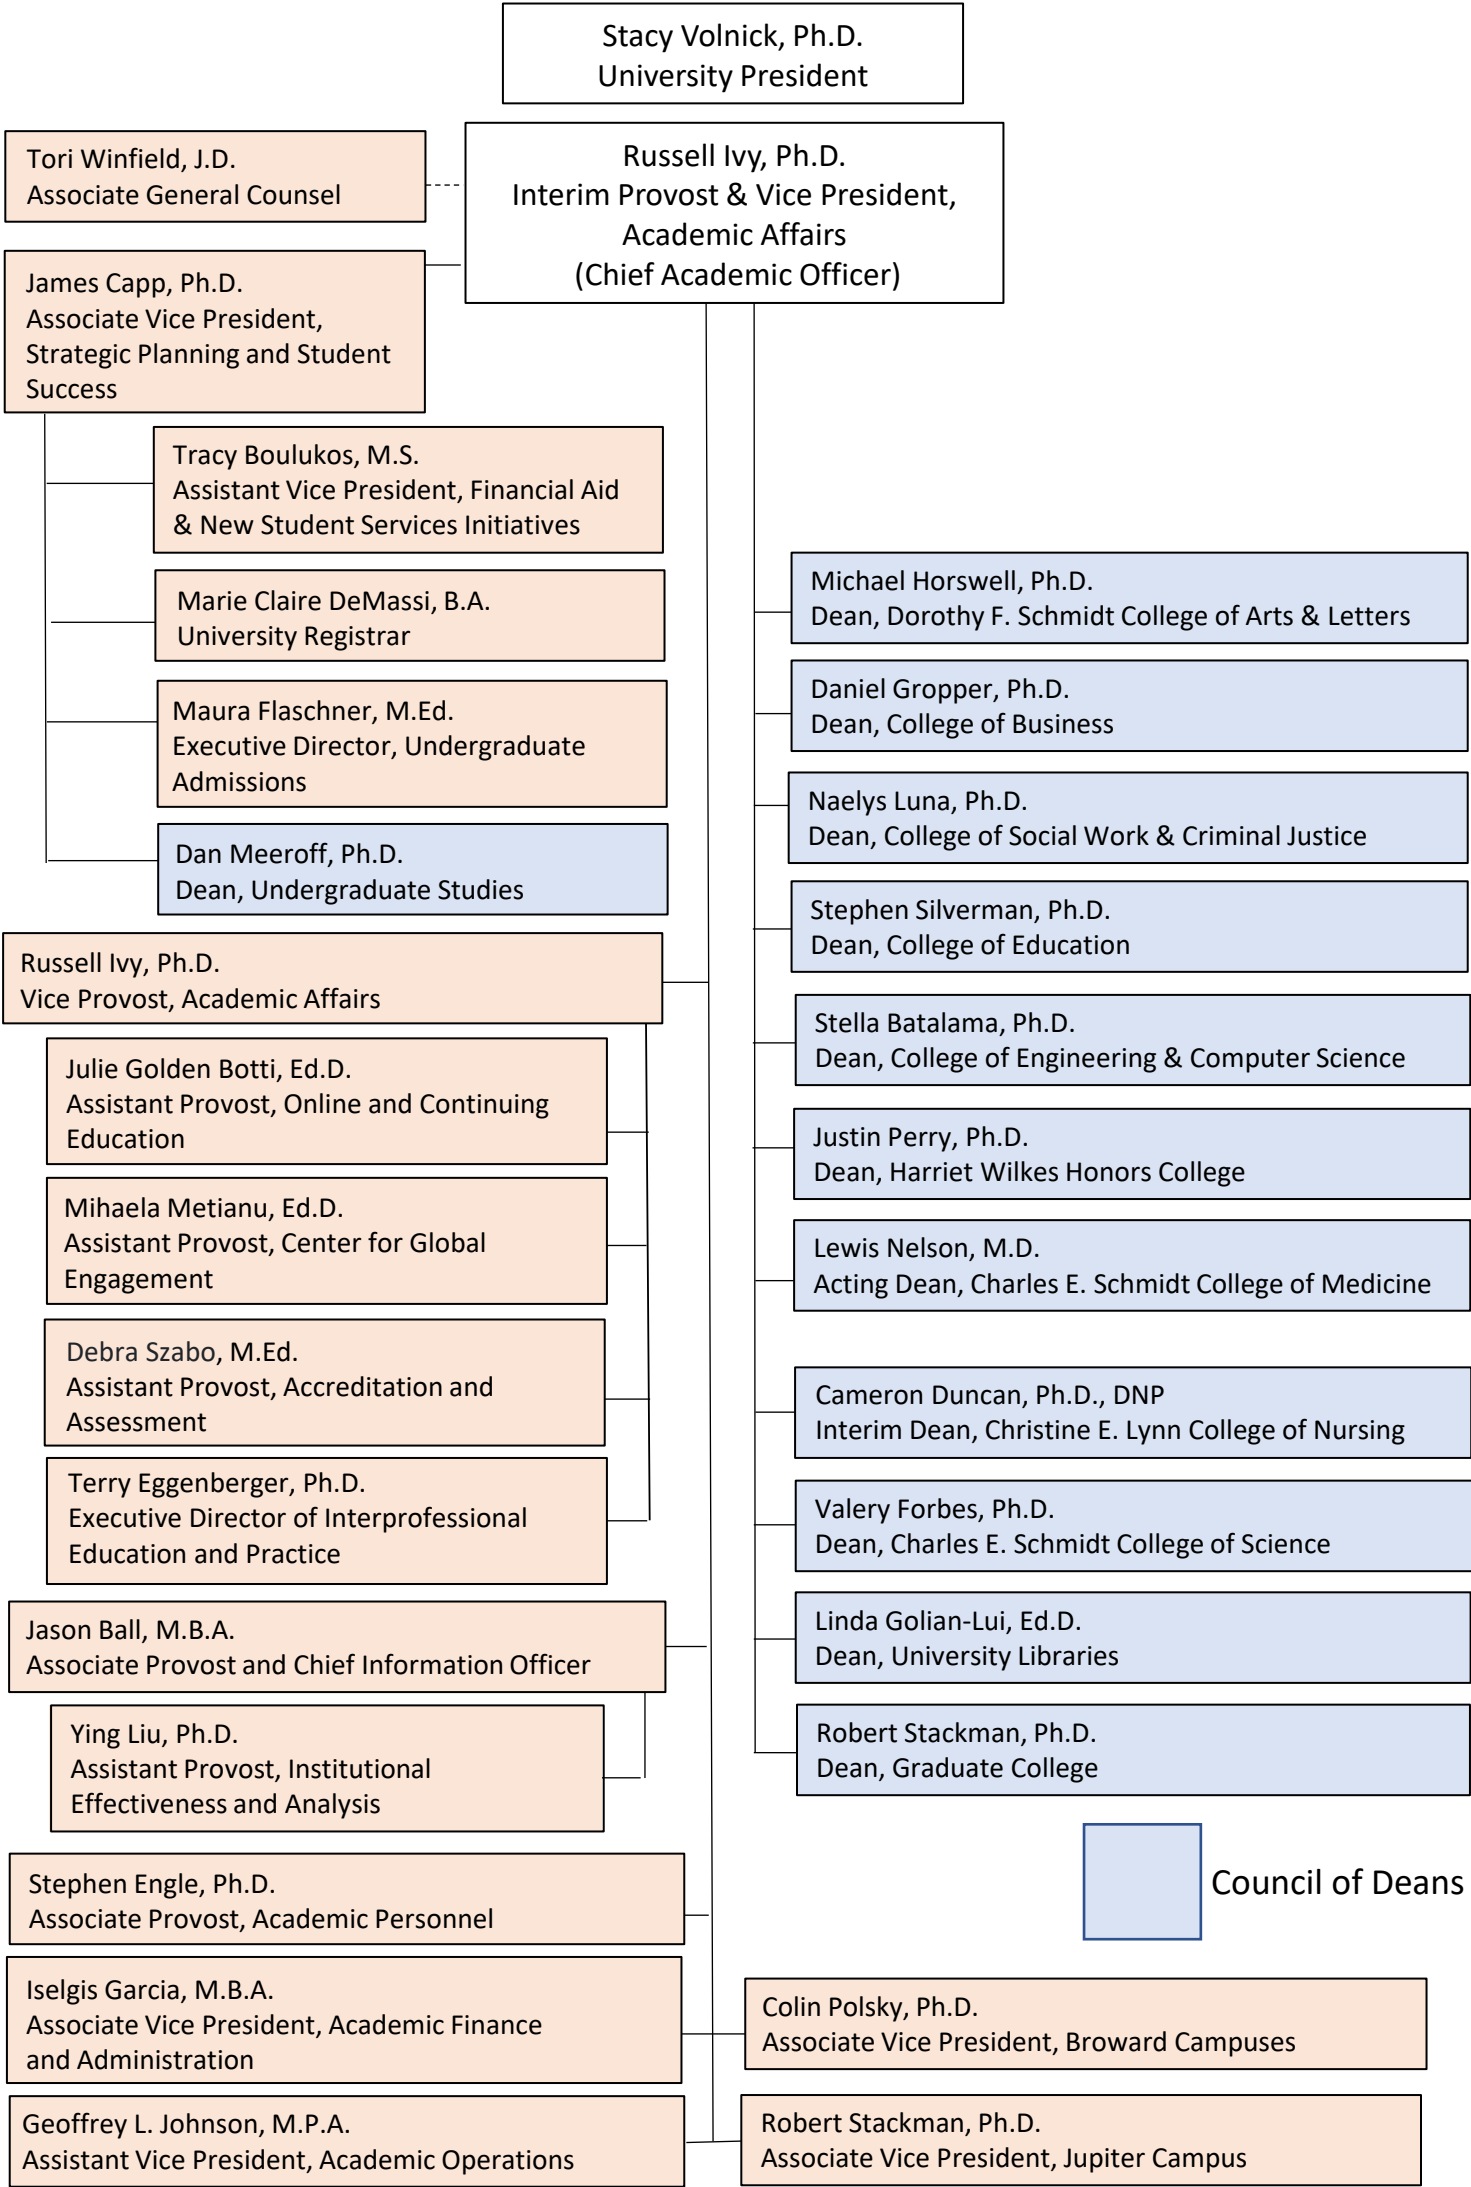 Stacy Volnick, Ph.D.
University President
Tori Winfield, J.D.
Associate General Counsel
Russell Ivy, Ph.D.
Interim Provost & Vice President,
Academic Affairs
(Chief Academic Officer)
James Capp, Ph.D.
Associate Vice President,
Strategic Planning and Student
Success
Tracy Boulukos, M.S.
Assistant Vice President, Financial Aid
& New Student Services Initiatives
Marie Claire DeMassi, B.A.
University Registrar
Maura Flaschner, M.Ed.
Executive Director, Undergraduate
Admissions
Dan Meeroff, Ph.D.
Dean, Undergraduate Studies
Russell Ivy, Ph.D.
Vice Provost, Academic Affairs
Julie Golden Botti, Ed.D.
Assistant Provost, Online and Continuing
Education
Mihaela Metianu, Ed.D.
Assistant Provost, Center for Global
Engagement
Debra Szabo, M.Ed.
Assistant Provost, Accreditation and
Assessment
Terry Eggenberger, Ph.D.
Executive Director of Interprofessional
Education and Practice
Jason Ball, M.B.A.
Associate Provost and Chief Information Officer
Ying Liu, Ph.D.
Assistant Provost, Institutional
Effectiveness and Analysis
Stephen Engle, Ph.D.
Associate Provost, Academic Personnel
Iselgis Garcia, M.B.A.
Associate Vice President, Academic Finance
and Administration
Geoffrey L. Johnson, M.P.A.
Assistant Vice President, Academic Operations
Michael Horswell, Ph.D.
Dean, Dorothy F. Schmidt College of Arts & Letters
Daniel Gropper, Ph.D.
Dean, College of Business
Naelys Luna, Ph.D.
Dean, College of Social Work & Criminal Justice
Stephen Silverman, Ph.D.
Dean, College of Education
Stella Batalama, Ph.D.
Dean, College of Engineering & Computer Science
Justin Perry, Ph.D.
Dean, Harriet Wilkes Honors College
Lewis Nelson, M.D.
Acting Dean, Charles E. Schmidt College of Medicine
Cameron Duncan, Ph.D., DNP
Interim Dean, Christine E. Lynn College of Nursing
Valery Forbes, Ph.D.
Dean, Charles E. Schmidt College of Science
Linda Golian-Lui, Ed.D.
Dean, University Libraries
Robert Stackman, Ph.D.
Dean, Graduate College
Council of Deans
Colin Polsky, Ph.D.
Associate Vice President, Broward Campuses
Robert Stackman, Ph.D.
Associate Vice President, Jupiter Campus